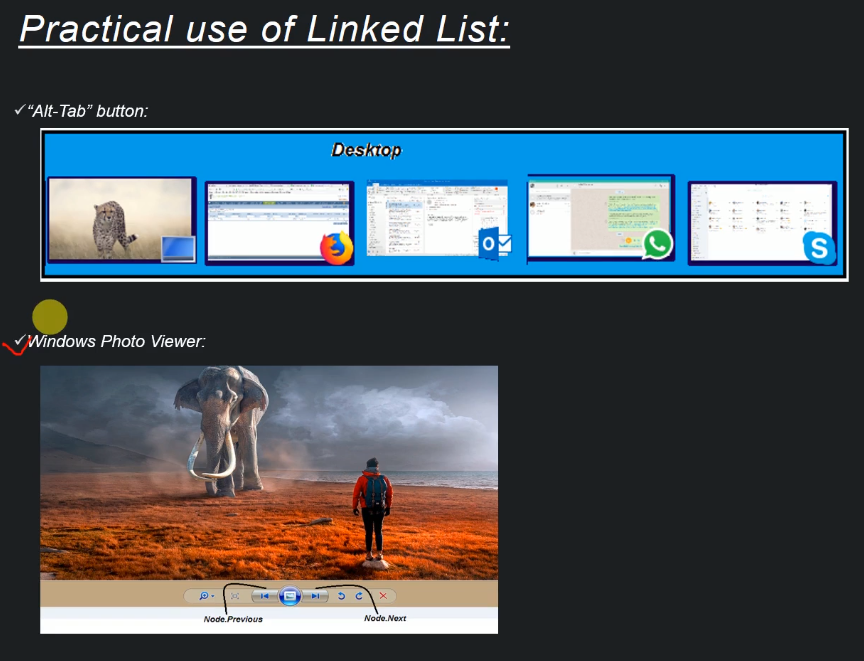 Practical use of Linked List:
✓“Alt-Tab” button:
Desktop
✓Windows Photo Viewer:
Node.Previous
Node.Next